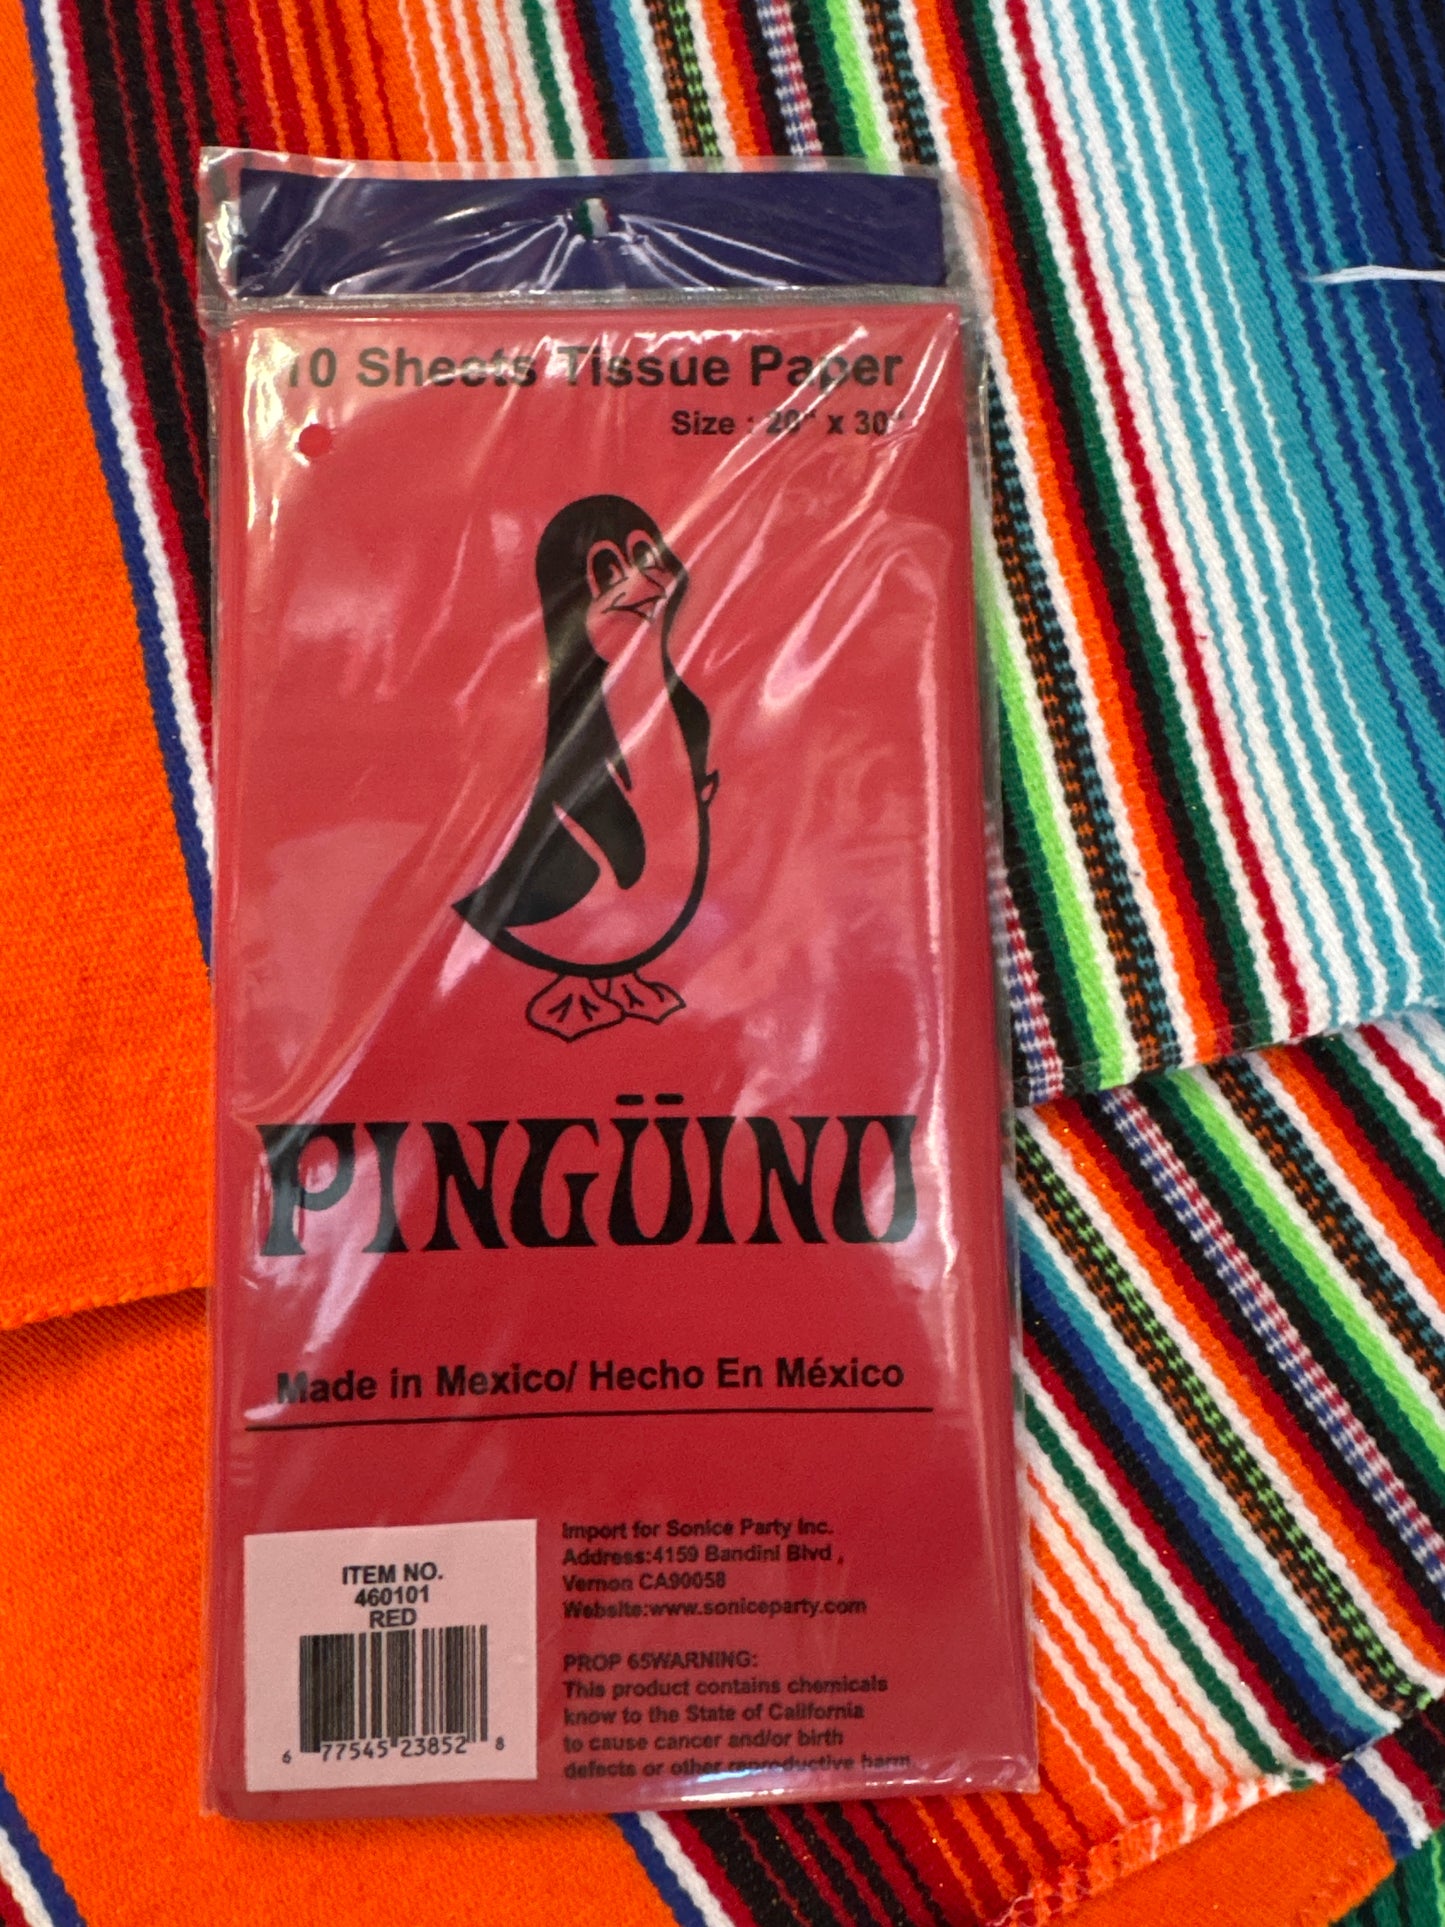 10 Sheets Tissue Paper
Size : 20" x 30"
PINGÜINO
Made in Mexico/ Hecho En México
ITEM NO.
460101
RED
6 77545 23852 8
Import for Sonice Party Inc.
Address:4159 Bandini Blvd ,
Vernon CA90058
Website:www.soniceparty.com
PROP 65WARNING:
This product contains chemicals
know to the State of California
to cause cancer and/or birth
defects or other reproductive harm